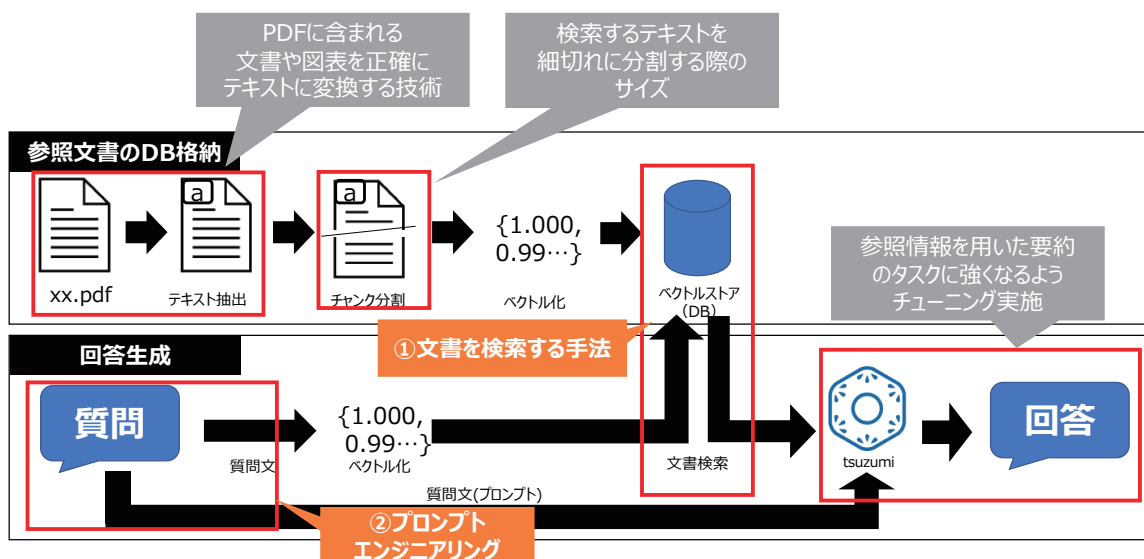 PDFに含まれる
文書や図表を正確に
テキストに変換する技術
検索するテキストを
細切れに分割する際の
サイズ
参照文書のDB格納
a
a
{1.000,
0.99…}
xx.pdf
テキスト抽出
チャンク分割
ベクトル化
ベクトルストア
(DB)
参照情報を用いた要約
のタスクに強くなるよう
チューニング実施
①文書を検索する手法
回答生成
質問
{1.000,
0.99…}
回答
質問文
ベクトル化
文書検索
tsuzumi
質問文(プロンプト)
②プロンプト
エンジニアリング